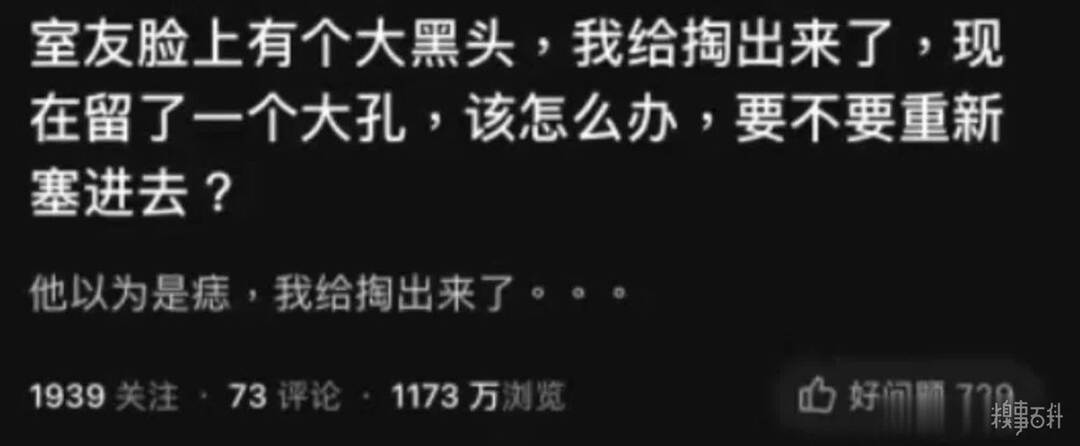 室友脸上有个大黑头，我给掏出来了，现
在留了一个大孔，该怎么办，要不要重新
塞进去？
他以为是痣，我给掏出来了。。。
1939 关注 · 73 评论 · 1173 万浏览
好问题
糗事百科